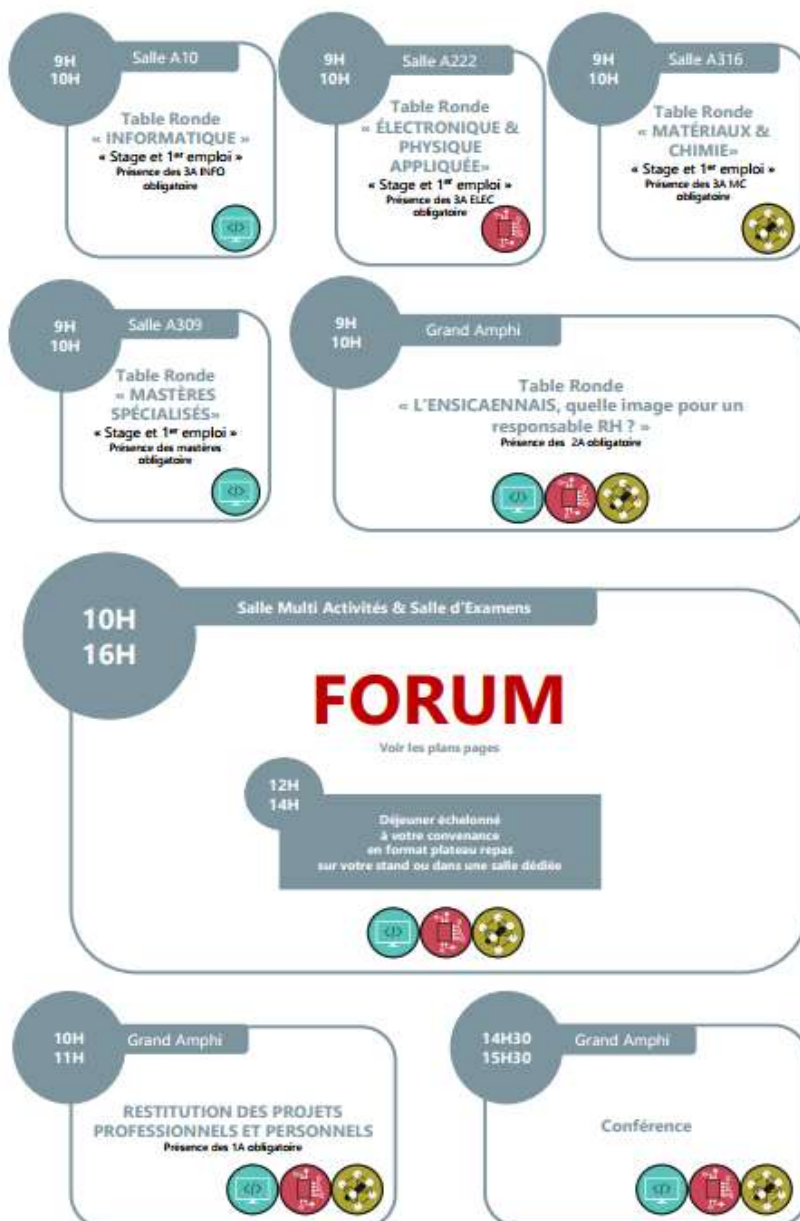 9H
10H
Salle A10
Table Ronde
« INFORMATIQUE »
« Stage et 1er emploi »
Présence des 3A INFO
obligatoire
9H
10H
Salle A222
Table Ronde
« ÉLECTRONIQUE &
PHYSIQUE
APPLIQUÉE»
« Stage et 1er emploi »
Présence des 3A ELEC
obligatoire
9H
10H
Salle A316
Table Ronde
« MATÉRIAUX &
CHIMIE»
« Stage et 1er emploi »
Présence des 3A MC
obligatoire
9H
10H
Salle A309
Table Ronde
« MASTÈRES
SPÉCIALISÉS»
« Stage et 1er emploi »
Présence des mastères
obligatoire
9H
10H
Grand Amphi
Table Ronde
« L'ENSICAENNAIS, quelle image pour un
responsable RH ? »
Présence des 2A obligatoire
10H
16H
Salle Multi Activités & Salle d'Examens
FORUM
Voir les plans pages
12H
14H
Déjeuner échelonné
à votre convenance
en format plateau repas
sur votre stand ou dans une salle dédiée
10H
11H
Grand Amphi
RESTITUTION DES PROJETS
PROFESSIONNELS ET PERSONNELS
Présence des 1A obligatoire
14H30
15H30
Grand Amphi
Conférence